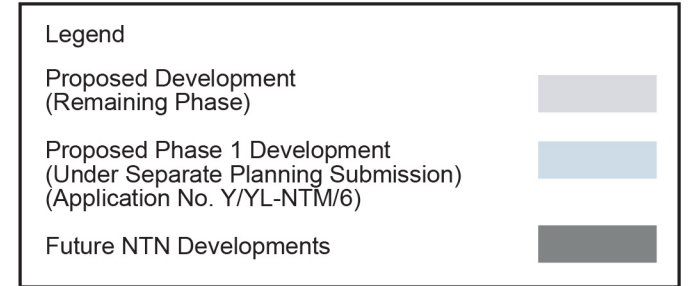 Legend
Proposed Development
(Remaining Phase)
Proposed Phase 1 Development
(Under Separate Planning Submission)
(Application No. Y/YL-NTM/6)
Future NTN Developments